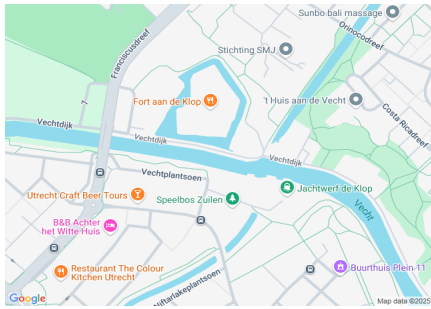 Sunbo bali massage
Orinocodreef
Stichting SMJ
Franciscusdreef
't Huis aan de Vecht
Fort aan de Klop
Costa Ricadreef
Vechtdijk
Vechtdijk
Vechtdijk
Vechtplantsoen
Jachtwerf de Klop
Utrecht Craft Beer Tours
Speelbos Zuilen
Vecht
B&B Achter
het Witte Huis
Buurthuis Plein-11
Restaurant The Colour
Kitchen Utrecht
Niftarlakeplantsoen
Google
Map data ©2025